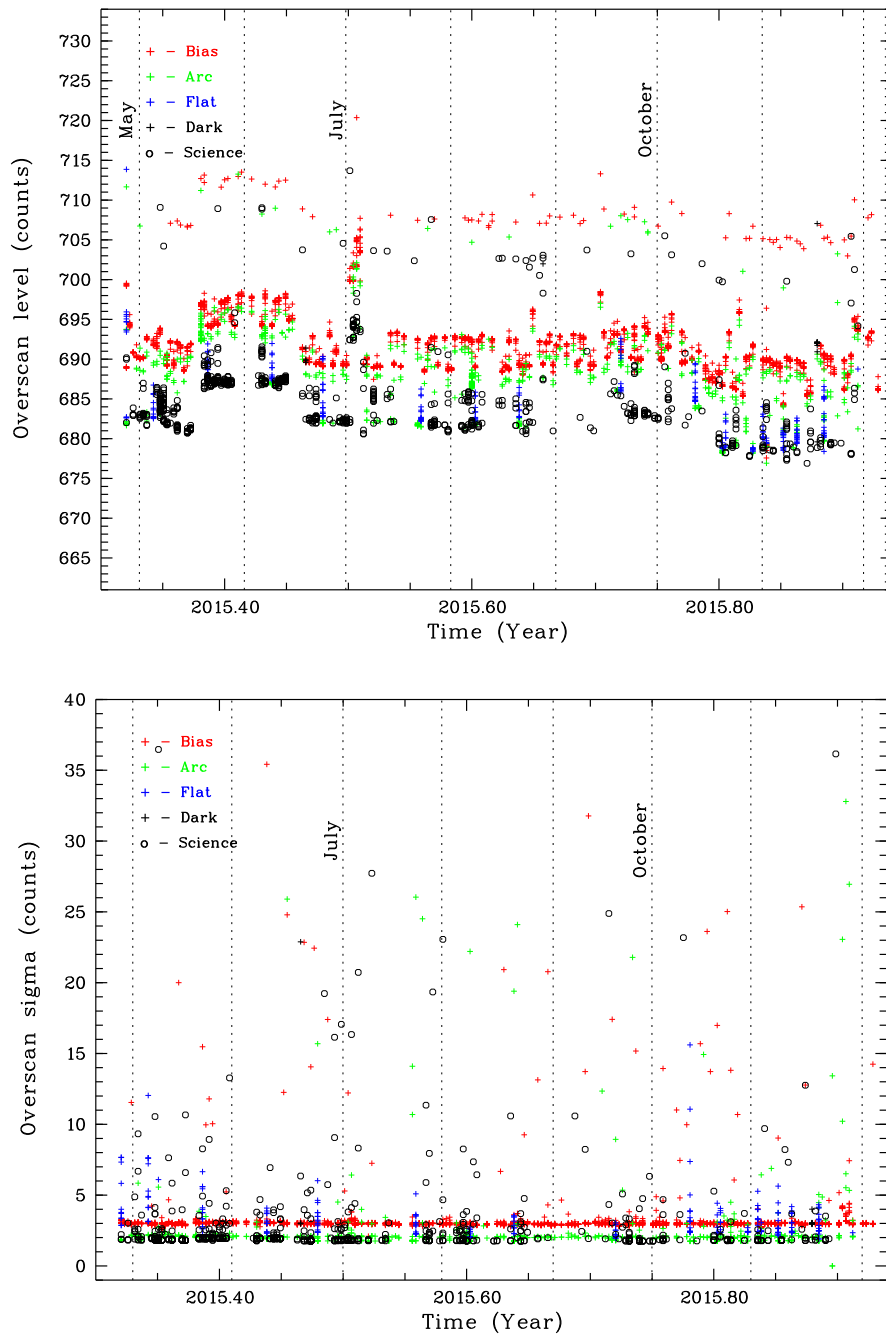 730
725
720
715
710
705
700
695
690
685
680
675
670
665
Overscan level (counts)
+ – Bias
+ – Arc
+ – Flat
+ – Dark
o – Science
May
July
October
2015.40
2015.60
2015.80
Time (Year)
40
35
30
25
20
15
10
5
0
Overscan sigma (counts)
+ – Bias
+ – Arc
+ – Flat
+ – Dark
o – Science
July
October
2015.40
2015.60
2015.80
Time (Year)